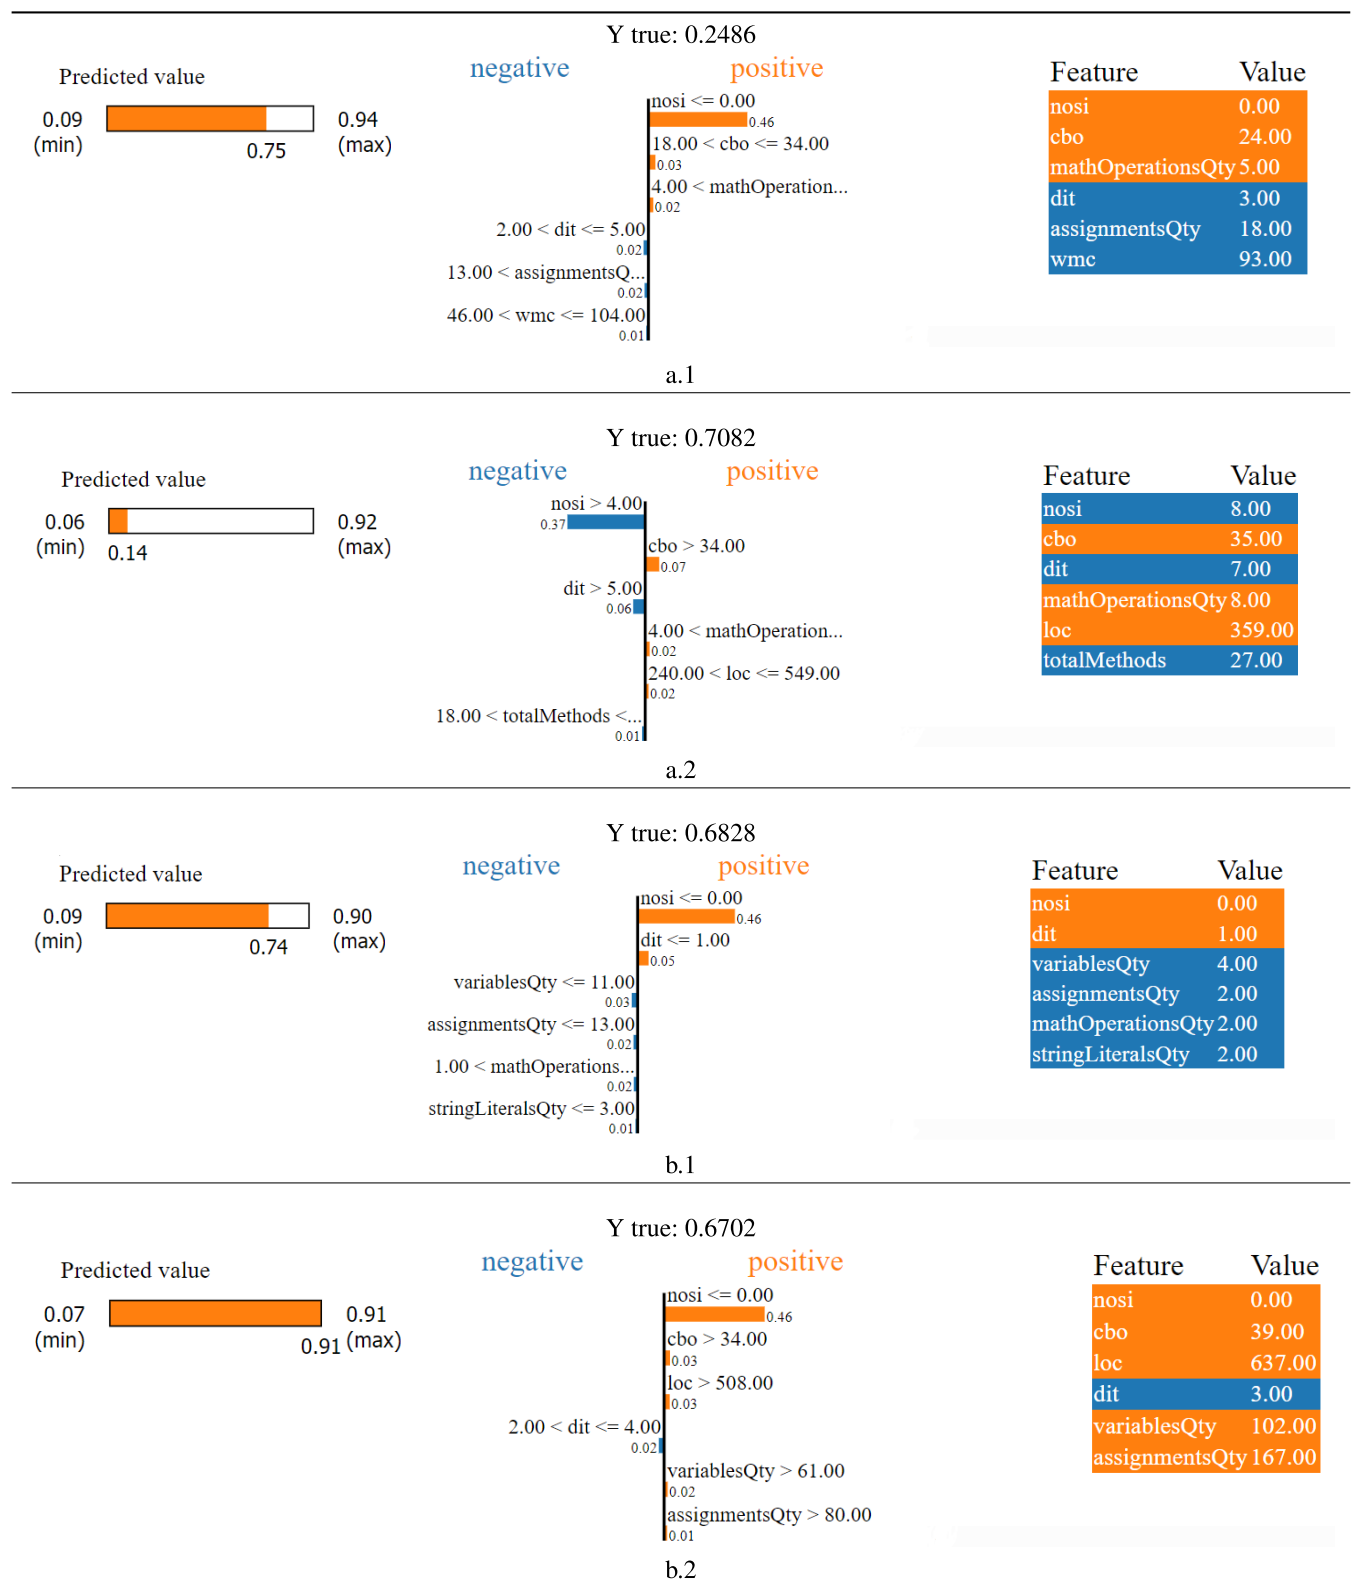 Y true: 0.2486
Predicted value
0.09
(min)
0.75
0.94
(max)
negative positive
nosi <= 0.00
0.46
18.00 < cbo <= 34.00
0.03
4.00 < mathOperation...
0.02
2.00 < dit <= 5.00
0.02
13.00 < assignmentsQ...
0.02
46.00 < wmc <= 104.00
0.01
Feature Value
nosi 0.00
cbo 24.00
mathOperationsQty 5.00
dit 3.00
assignmentsQty 18.00
wmc 93.00
a.1
Y true: 0.7082
Predicted value
0.06
(min)
0.14
0.92
(max)
negative positive
nosi > 4.00
0.37
cbo > 34.00
0.07
dit > 5.00
0.06
4.00 < mathOperation...
0.02
240.00 < loc <= 549.00
0.02
18.00 < totalMethods <...
0.01
Feature Value
nosi 8.00
cbo 35.00
dit 7.00
mathOperationsQty 8.00
loc 359.00
totalMethods 27.00
a.2
Y true: 0.6828
Predicted value
0.09
(min)
0.74
0.90
(max)
negative positive
nosi <= 0.00
0.46
dit <= 1.00
0.05
variablesQty <= 11.00
0.03
assignmentsQty <= 13.00
0.02
1.00 < mathOperations...
0.02
stringLiteralsQty <= 3.00
0.01
Feature Value
nosi 0.00
dit 1.00
variablesQty 4.00
assignmentsQty 2.00
mathOperationsQty 2.00
stringLiteralsQty 2.00
b.1
Y true: 0.6702
Predicted value
0.07
(min)
0.91
0.91
(max)
negative positive
nosi <= 0.00
0.46
cbo > 34.00
0.03
loc > 508.00
0.03
2.00 < dit <= 4.00
0.02
variablesQty > 61.00
0.02
assignmentsQty > 80.00
0.01
Feature Value
nosi 0.00
cbo 39.00
loc 637.00
dit 3.00
variablesQty 102.00
assignmentsQty 167.00
b.2